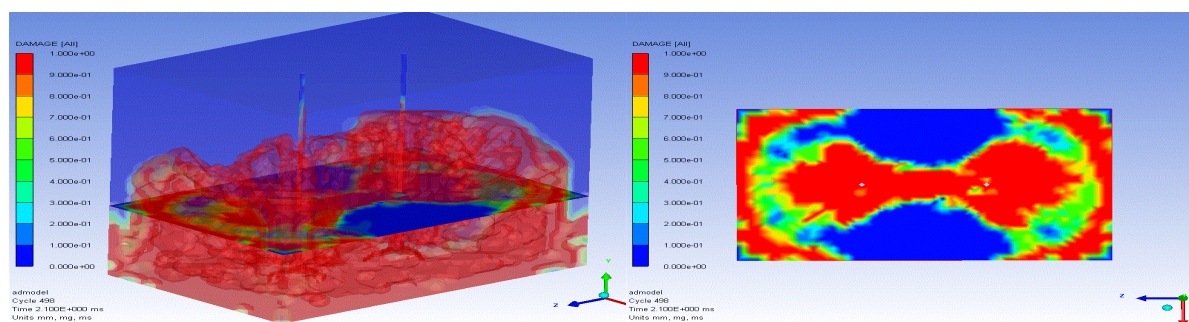 DAMAGE [All]
1.000e+00
9.000e-01
8.000e-01
7.000e-01
6.000e-01
5.000e-01
4.000e-01
3.000e-01
2.000e-01
1.000e-01
0.000e+00
admodel
Cycle 498
Time 2.100E+000 ms
Units mm, mg, ms
Y
Z
DAMAGE [All]
1.000e+00
9.000e-01
8.000e-01
7.000e-01
6.000e-01
5.000e-01
4.000e-01
3.000e-01
2.000e-01
1.000e-01
0.000e+00
admodel
Cycle 498
Time 2.100E+000 ms
Units mm, mg, ms
Z